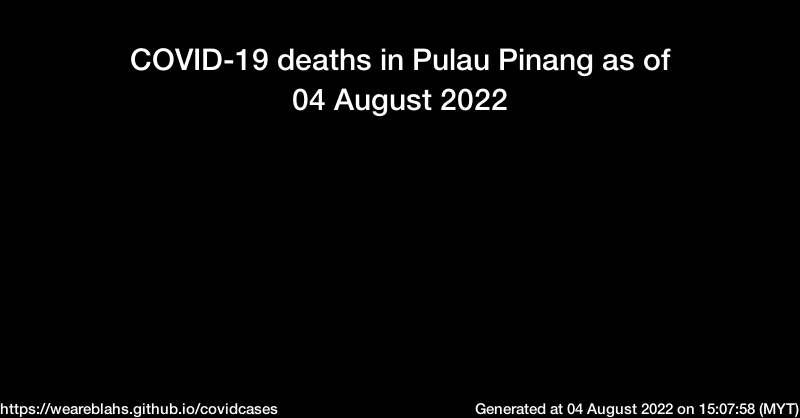 COVID-19 deaths in Pulau Pinang as of
04 August 2022
https://weareblahs.github.io/covidcases
Generated at 04 August 2022 on 15:07:58 (MYT)